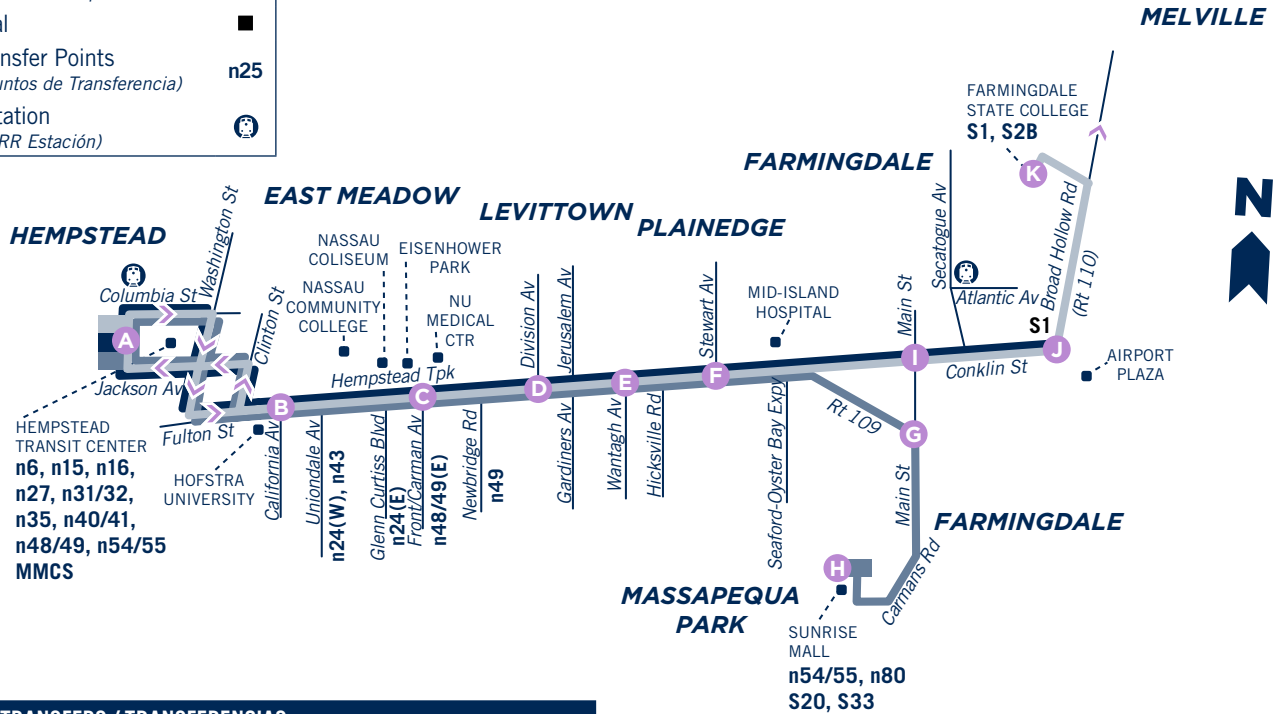 MELVILLE
al
nsfer Points
n25
untos de Transferencia)
tation
RR Estación)
FARMINGDALE
STATE COLLEGE
S1, S2B
K
FARMINGDALE
EAST MEADOW
LEVITTOWN
PLAINEDGE
HEMPSTEAD
N
Washington St
Columbia St
Clinton St
NASSAU
COLISEUM
EISENHOWER
PARK
NASSAU
COMMUNITY
COLLEGE
NU
MEDICAL
CTR
Division Av
Jerusalem Av
Stewart Av
MID-ISLAND
HOSPITAL
Main St
Secatogue Av
Atlantic Av
Broad Hollow Rd
(Rt 110)
S1
A
Jackson Av
Hempstead Tpk
B
C
D
E
F
I
J
Conklin St
AIRPORT
PLAZA
Fulton St
HEMPSTEAD
TRANSIT CENTER
n6, n15, n16,
n27, n31/32,
n35, n40/41,
n48/49, n54/55
MMCS
HOFSTRA
UNIVERSITY
California Av
Uniondale Av
n24(W), n43
Glenn Curtiss Blvd
n24(E)
Front/Carman Av
n48/49(E)
Newbridge Rd
n49
Gardiners Av
Wantagh Av
Hicksville Rd
Seaford-Oyster Bay Expy
Rt 109
G
Main St
FARMINGDALE
Carmans Rd
H
MASSAPEQUA
PARK
SUNRISE
MALL
n54/55, n80
S20, S33
TRANSFERS / TRANSFERENCIAS